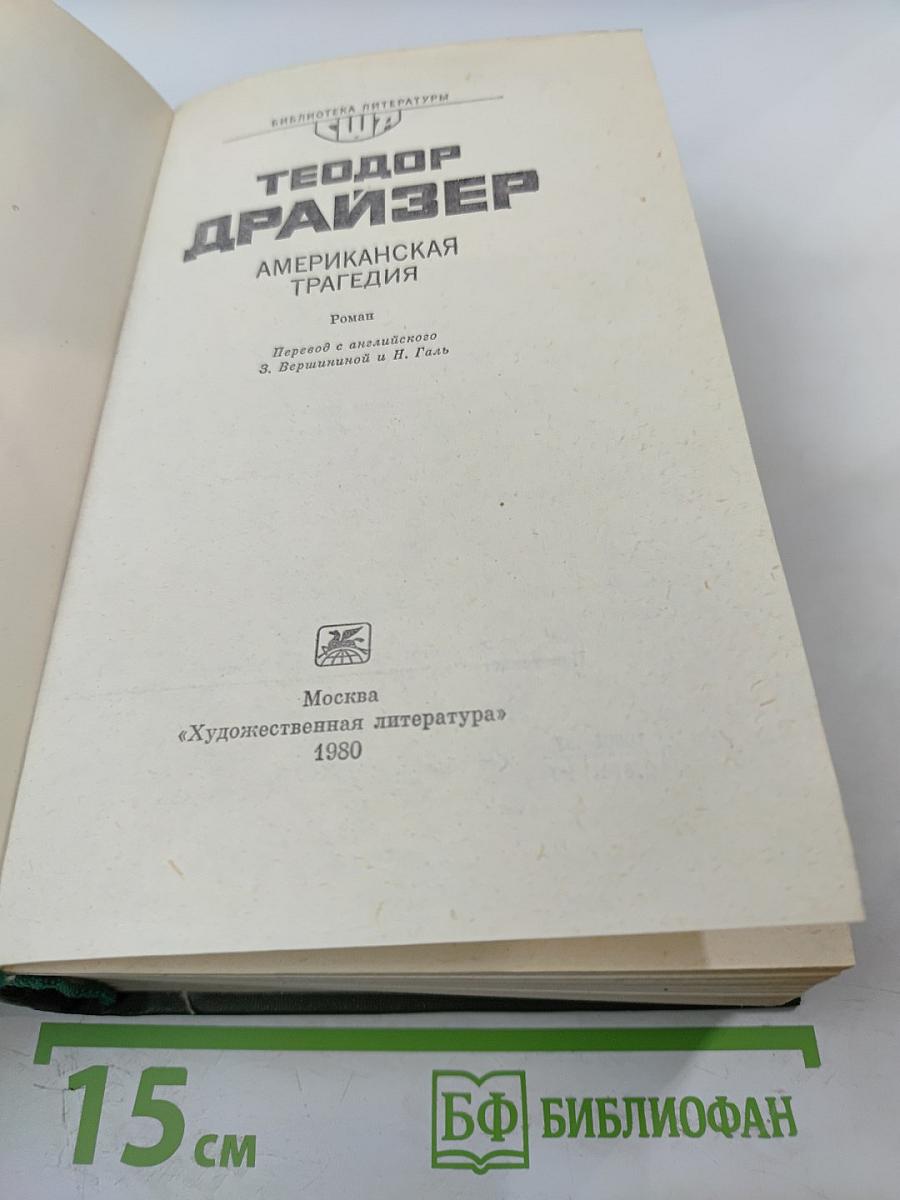 БИБЛИОТЕКА ЛИТЕРАТУРЫ
США
ТЕОДОР
ДРАЙЗЕР
АМЕРИКАНСКАЯ
ТРАГЕДИЯ
Роман
Перевод с английского
З. Вершининой и Н. Галь
Москва
«Художественная литература»
1980
15 см
БФ БИБЛИОФАН